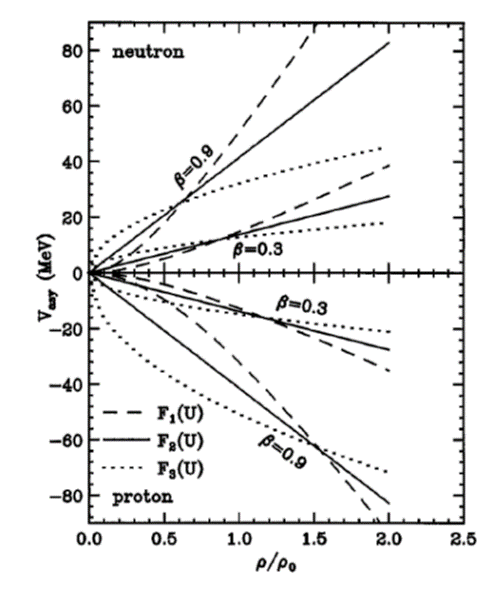 80
neutron
60
40
β=0.9
20
β=0.3
0
V_asy (MeV)
β=0.3
−20
−40
F₁(U)
F₂(U)
β=0.9
−60
F₃(U)
−80
proton
0.0 0.5 1.0 1.5 2.0 2.5
ρ/ρ₀